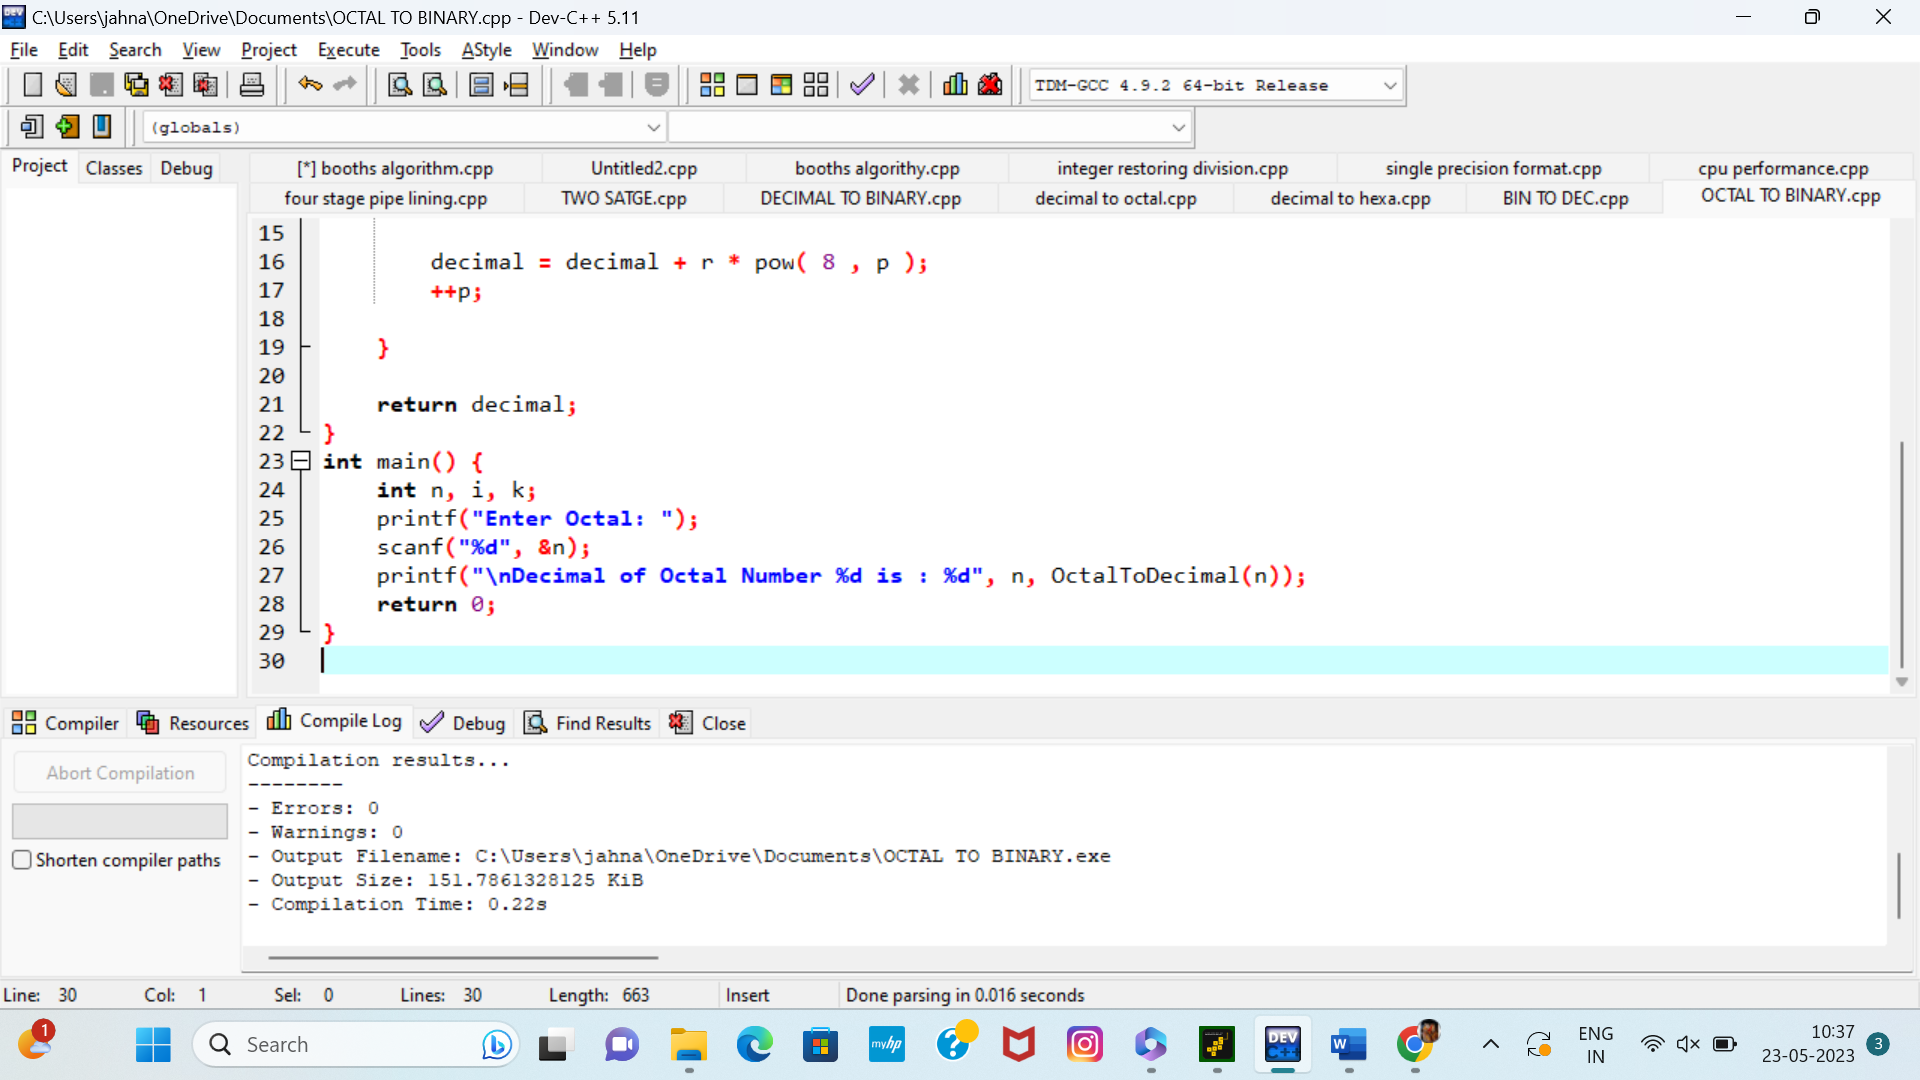 C:\Users\jahna\OneDrive\Documents\OCTAL TO BINARY.cpp - Dev-C++ 5.11
File Edit Search View Project Execute Tools AStyle Window Help
TDM-GCC 4.9.2 64-bit Release
(globals)
Project Classes Debug
[*] booths algorithm.cpp Untitled2.cpp booths algorithy.cpp integer restoring division.cpp single precision format.cpp cpu performance.cpp
four stage pipe lining.cpp TWO SATGE.cpp DECIMAL TO BINARY.cpp decimal to octal.cpp decimal to hexa.cpp BIN TO DEC.cpp OCTAL TO BINARY.cpp
15
16 decimal = decimal + r * pow( 8 , p );
17 ++p;
18
19 }
20
21 return decimal;
22 }
23 int main() {
24 int n, i, k;
25 printf("Enter Octal: ");
26 scanf("%d", &n);
27 printf("\nDecimal of Octal Number %d is : %d", n, OctalToDecimal(n));
28 return 0;
29 }
30
Compiler Resources Compile Log Debug Find Results Close
Abort Compilation
Shorten compiler paths
Compilation results...
--------
- Errors: 0
- Warnings: 0
- Output Filename: C:\Users\jahna\OneDrive\Documents\OCTAL TO BINARY.exe
- Output Size: 151.7861328125 KiB
- Compilation Time: 0.22s
Line: 30 Col: 1 Sel: 0 Lines: 30 Length: 663 Insert Done parsing in 0.016 seconds
1
Search
myhp
DEV C++
W
ENG
IN
10:37
23-05-2023
3